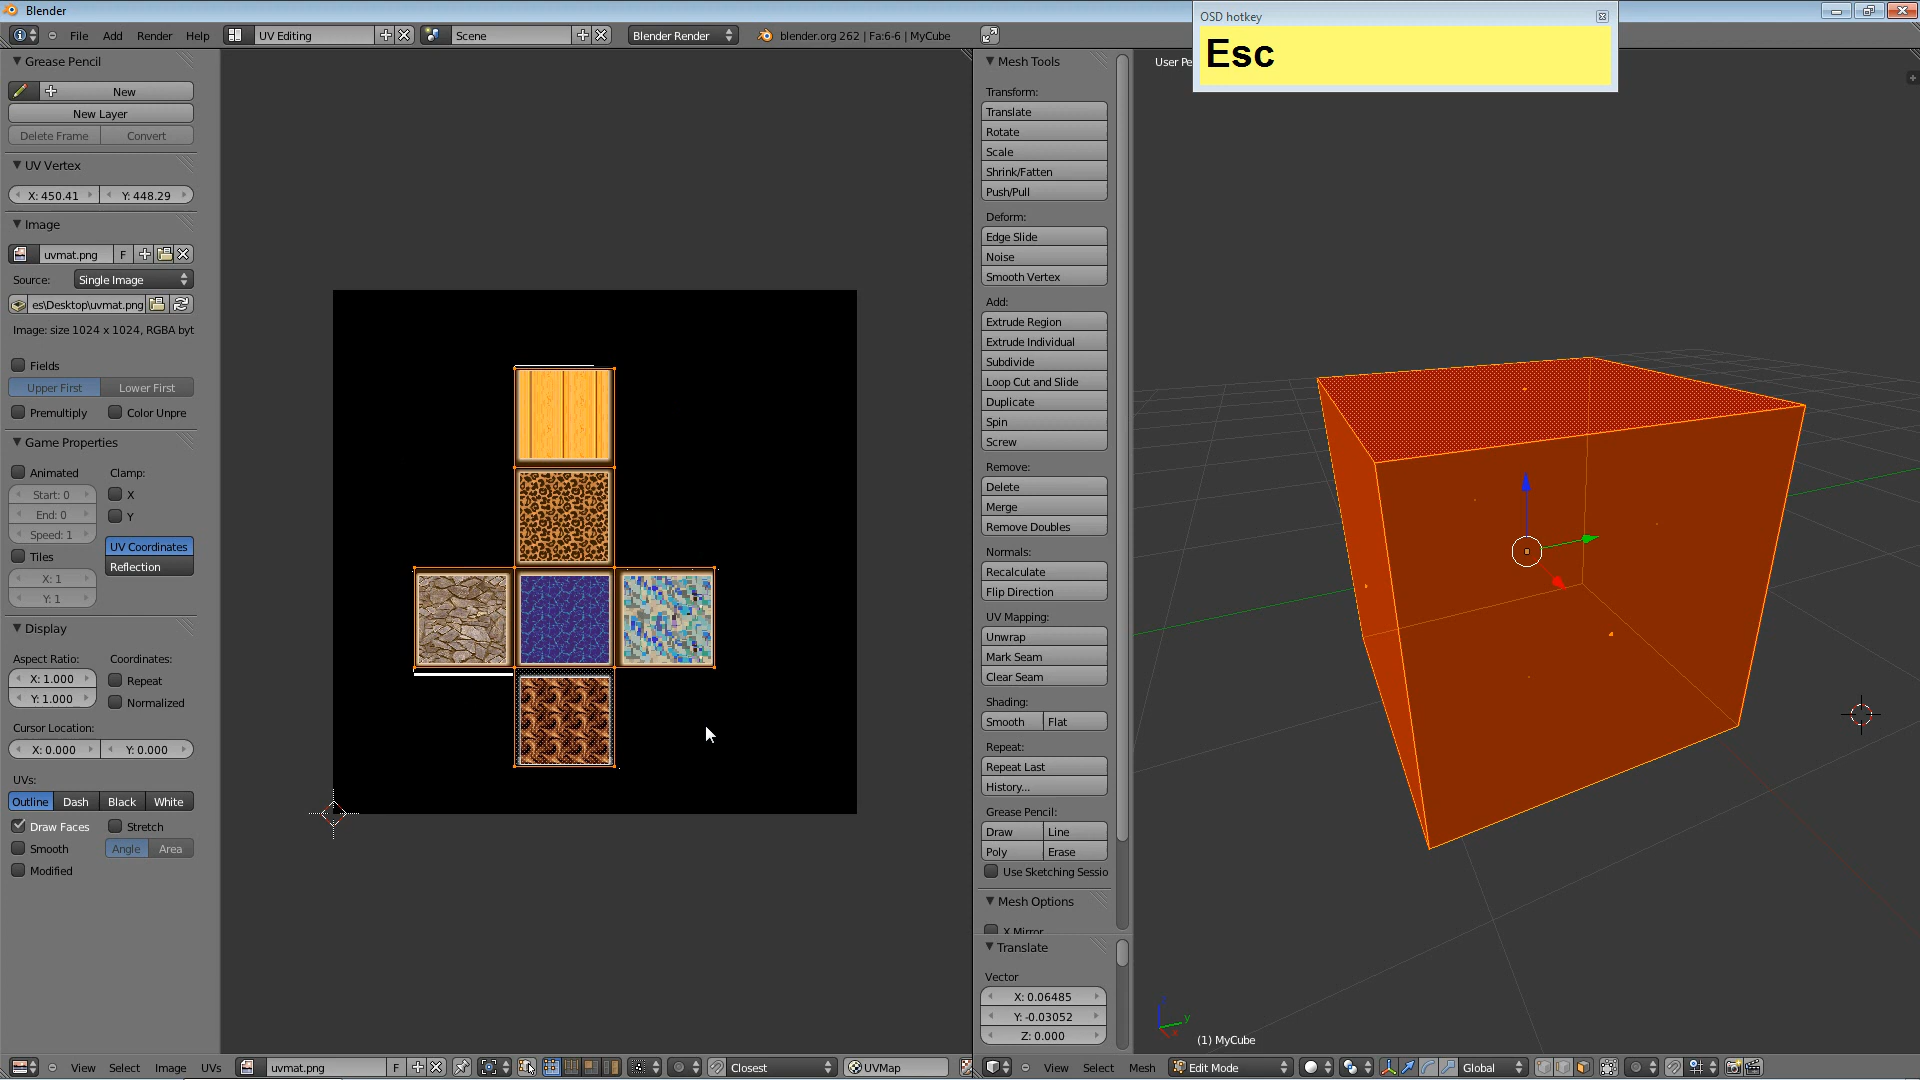 Blender
File Add Render Help UV Editing Scene Blender Render blender.org 262 | Fa:6-6 | MyCube
OSD hotkey
Esc
Grease Pencil
New
New Layer
Delete Frame Convert
UV Vertex
X: 450.41 Y: 448.29
Image
uvmat.png F
Source: Single Image
es\Desktop\uvmat.png
Image: size 1024 x 1024, RGBA byt
Fields
Upper First Lower First
Premultiply Color Unpre
Game Properties
Animated Clamp:
Start: 0 X
End: 0 Y
Speed: 1
UV Coordinates
Tiles Reflection
X: 1
Y: 1
Display
Aspect Ratio: Coordinates:
X: 1.000 Repeat
Y: 1.000 Normalized
Cursor Location:
X: 0.000 Y: 0.000
UVs:
Outline Dash Black White
Draw Faces Stretch
Smooth Angle Area
Modified
View Select Image UVs uvmat.png F Closest UVMap
Mesh Tools
Transform:
Translate
Rotate
Scale
Shrink/Fatten
Push/Pull
Deform:
Edge Slide
Noise
Smooth Vertex
Add:
Extrude Region
Extrude Individual
Subdivide
Loop Cut and Slide
Duplicate
Spin
Screw
Remove:
Delete
Merge
Remove Doubles
Normals:
Recalculate
Flip Direction
UV Mapping:
Unwrap
Mark Seam
Clear Seam
Shading:
Smooth Flat
Repeat:
Repeat Last
History...
Grease Pencil:
Draw Line
Poly Erase
Use Sketching Sessio
Mesh Options
X Mirror
Translate
Vector
X: 0.06485
Y: -0.03052
Z: 0.000
User Pe
(1) MyCube
View Select Mesh Edit Mode Global